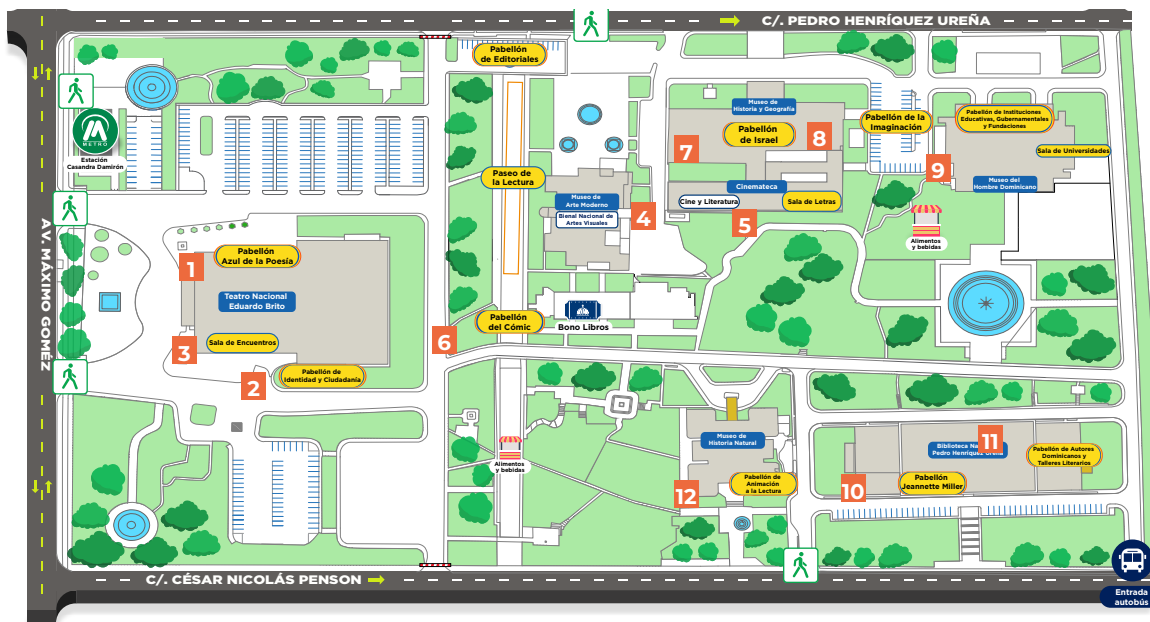 C/. PEDRO HENRÍQUEZ UREÑA
Pabellón
de Editoriales
Museo de
Historia y Geografía
Pabellón
de Israel
8
7
Pabellón de la
Imaginación
Pabellón de Instituciones
Educativas, Gubernamentales
y Fundaciones
Sala de Universidades
9
Museo del
Hombre Dominicano
M
METRO
Estación
Casandra Damirón
Paseo de
la Lectura
Museo de
Arte Moderno
Bienal Nacional de
Artes Visuales
4
Cinemateca
Cine y Literatura
Sala de Letras
5
Alimentos
y bebidas
AV. MÁXIMO GOMÉZ
Pabellón
Azul de la Poesía
1
Teatro Nacional
Eduardo Brito
Sala de Encuentros
3
2
Pabellón de
Identidad y Ciudadanía
Pabellón
del Cómic
6
Bono Libros
Alimentos
y bebidas
Museo de
Historia Natural
12
Pabellón de
Animación
a la Lectura
Biblioteca
Pedro Henríquez
11
10
Pabellón
Jeannette Miller
Pabellón de Autores
Dominicanos y
Talleres Literarios
C/. CÉSAR NICOLÁS PENSON
Entrada
autobús